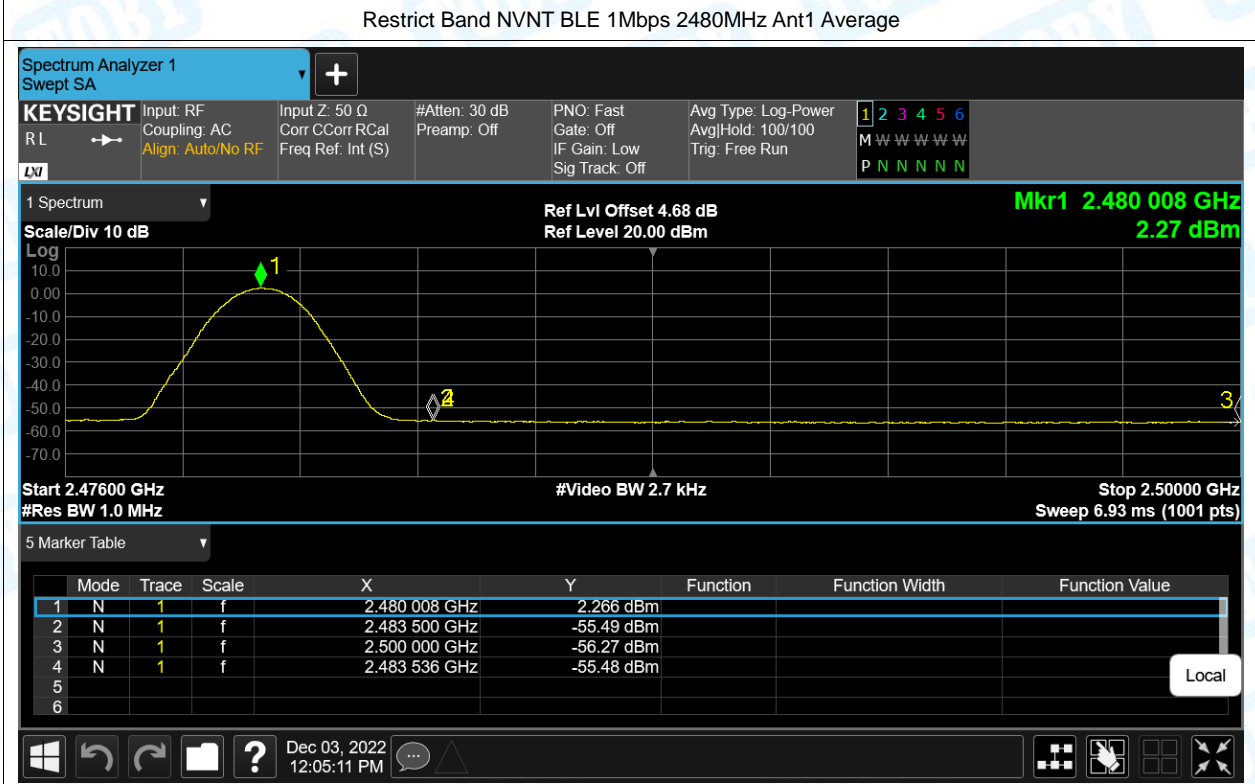 Restrict Band NVNT BLE 1Mbps 2480MHz Ant1 Average
Spectrum Analyzer 1
Swept SA
+
KEYSIGHT
RL
LXI
Input: RF
Coupling: AC
Align: Auto/No RF
Input Z: 50 Ω
Corr CCorr RCal
Freq Ref: Int (S)
#Atten: 30 dB
Preamp: Off
PNO: Fast
Gate: Off
IF Gain: Low
Sig Track: Off
Avg Type: Log-Power
Avg|Hold: 100/100
Trig: Free Run
1 2 3 4 5 6
M W W W W W
P N N N N N
1 Spectrum
Scale/Div 10 dB
Ref Lvl Offset 4.68 dB
Ref Level 20.00 dBm
Mkr1 2.480 008 GHz
2.27 dBm
Log
10.0
0.00
-10.0
-20.0
-30.0
-40.0
-50.0
-60.0
-70.0
1
2
3
Start 2.47600 GHz
#Video BW 2.7 kHz
Stop 2.50000 GHz
#Res BW 1.0 MHz
Sweep 6.93 ms (1001 pts)
5 Marker Table
Mode Trace Scale X Y Function Function Width Function Value
1 N 1 f 2.480 008 GHz 2.266 dBm
2 N 1 f 2.483 500 GHz -55.49 dBm
3 N 1 f 2.500 000 GHz -56.27 dBm
4 N 1 f 2.483 536 GHz -55.48 dBm
5
6
Local
?
Dec 03, 2022
12:05:11 PM